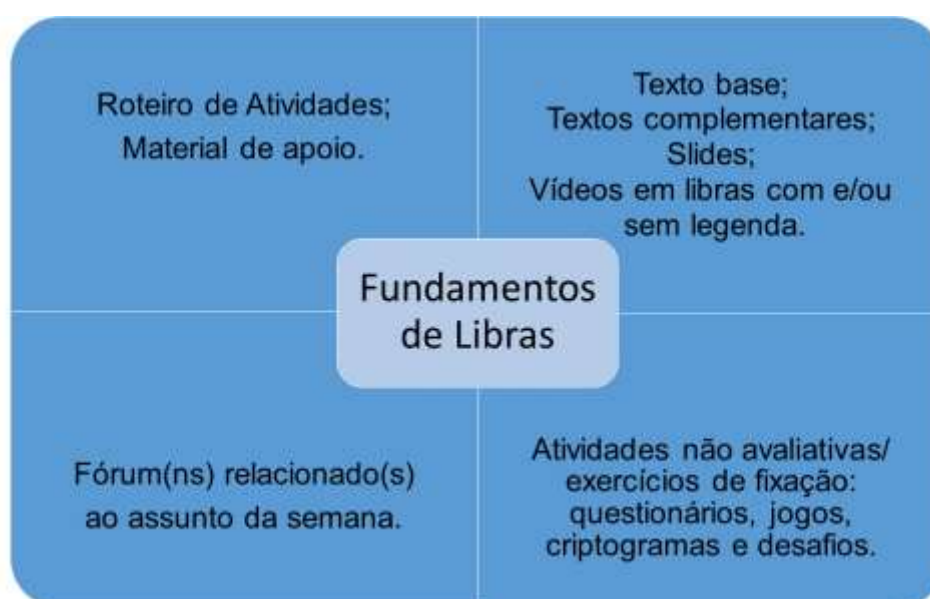 Roteiro de Atividades;
Material de apoio.
Texto base;
Textos complementares;
Slides;
Vídeos em libras com e/ou
sem legenda.
Fundamentos
de Libras
Fórum(ns) relacionado(s)
ao assunto da semana.
Atividades não avaliativas/
exercícios de fixação:
questionários, jogos,
criptogramas e desafios.